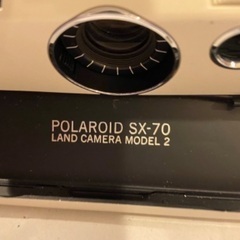 POLAROID SX-70
LAND CAMERA MODEL 2